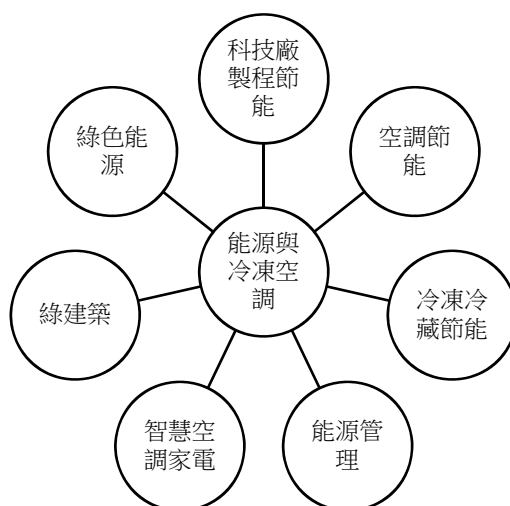 科技廠
製程節
能
空調節
能
冷凍冷
藏節能
能源管
理
智慧空
調家電
綠建築
綠色能
源
能源與
冷凍空
調